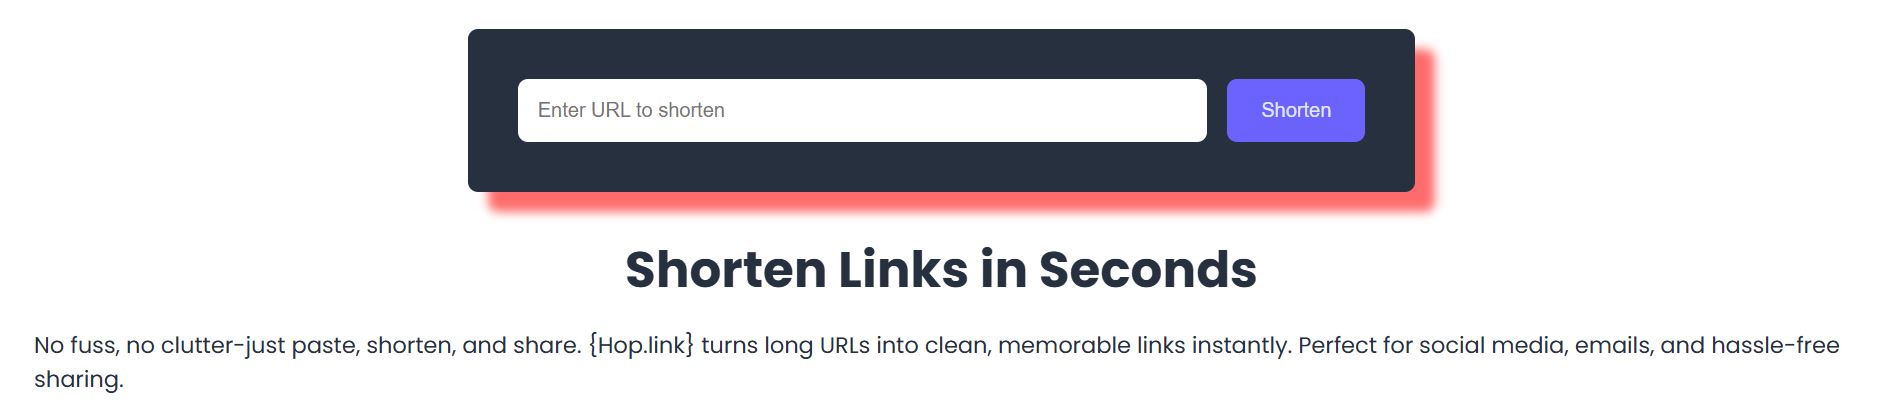 Enter URL to shorten
Shorten
Shorten Links in Seconds
No fuss, no clutter-just paste, shorten, and share. {Hop.link} turns long URLs into clean, memorable links instantly. Perfect for social media, emails, and hassle-free
sharing.